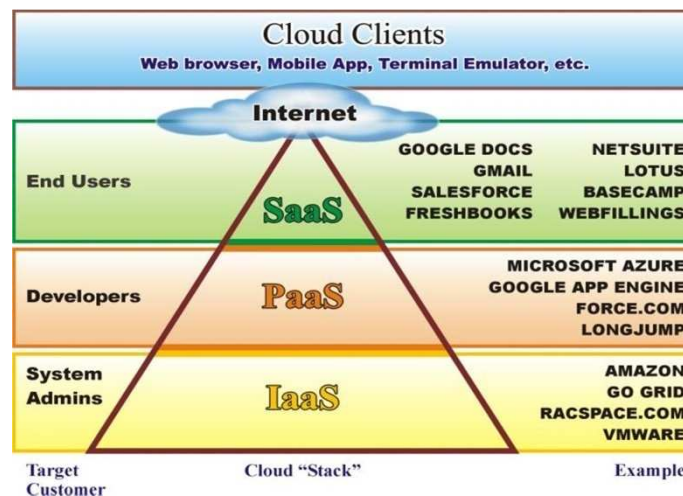 Cloud Clients
Web browser, Mobile App, Terminal Emulator, etc.
Internet
End Users
SaaS
GOOGLE DOCS
GMAIL
SALESFORCE
FRESHBOOKS
NETSUITE
LOTUS
BASECAMP
WEBFILLINGS
Developers
PaaS
MICROSOFT AZURE
GOOGLE APP ENGINE
FORCE.COM
LONGJUMP
System
Admins
IaaS
AMAZON
GO GRID
RACSPACE.COM
VMWARE
Target
Customer
Cloud “Stack”
Example